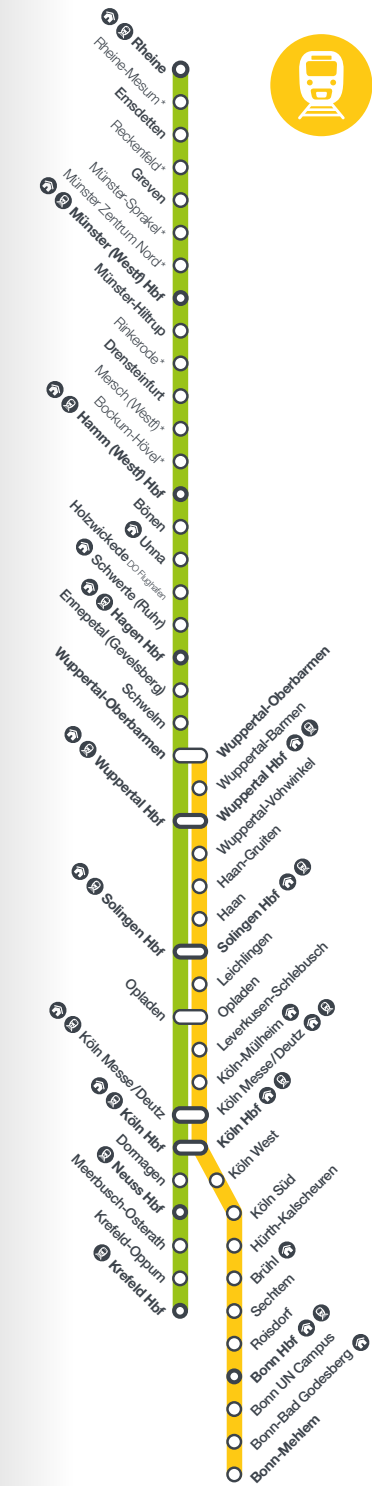 Rheine
Rheine-Mesum *
Emsdetten
Reckenfeld *
Greven
Münster-Sprakel *
Münster Zentrum Nord *
Münster (Westf) Hbf
Münster-Hiltrup
Rinkerode *
Drensteinfurt
Mersch (Westf) *
Bockum-Hövel *
Hamm (Westf) Hbf
Bönen
Unna
Holzwickede DO Flughafen
Schwerte (Ruhr)
Hagen Hbf
Ennepetal (Gevelsberg)
Schwelm
Wuppertal-Oberbarmen
Wuppertal Hbf
Solingen Hbf
Opladen
Köln Messe/Deutz
Köln Hbf
Dormagen
Neuss Hbf
Meerbusch-Osterath
Krefeld-Oppum
Krefeld Hbf
Wuppertal-Oberbarmen
Wuppertal-Barmen
Wuppertal Hbf
Wuppertal-Vohwinkel
Haan-Gruiten
Haan
Solingen Hbf
Leichlingen
Opladen
Leverkusen-Schlebusch
Köln-Mülheim
Köln Messe/Deutz
Köln Hbf
Köln West
Köln Süd
Hürth-Kalscheuren
Brühl
Sechtem
Roisdorf
Bonn Hbf
Bonn UN Campus
Bonn-Bad Godesberg
Bonn-Mehlem